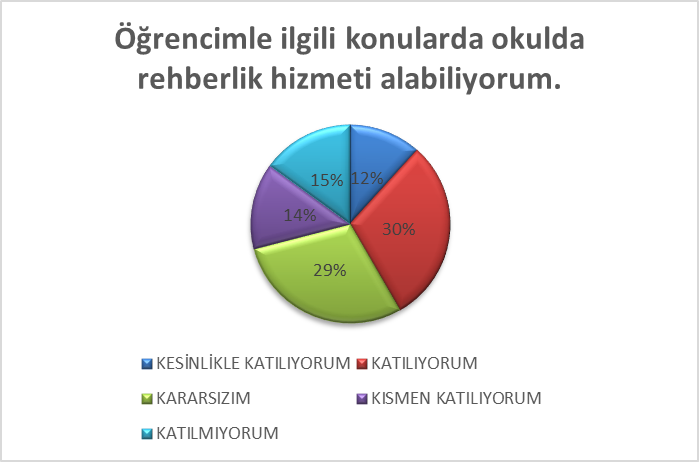 Öğrencimle ilgili konularda okulda
rehberlik hizmeti alabiliyorum.
15%
12%
14%
30%
29%
KESİNLİKLE KATILIYORUM
KATILIYORUM
KARARSIZIM
KISMEN KATILIYORUM
KATILMIYORUM